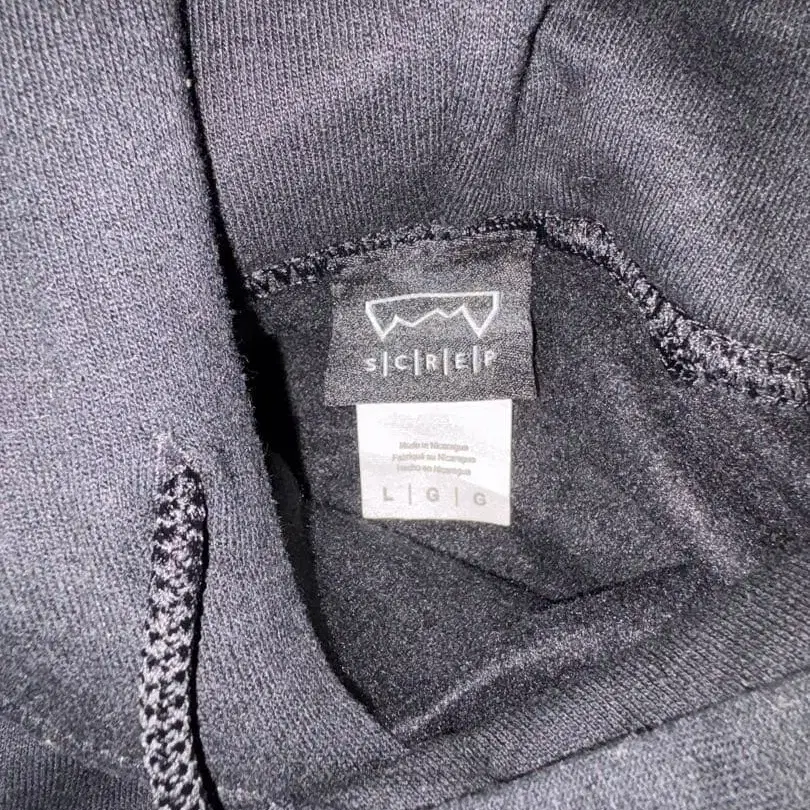 S|C|R|E|P
Made in Nicaragua
Fabriqué au Nicaragua
Hecho en Nicaragua
L | G | G